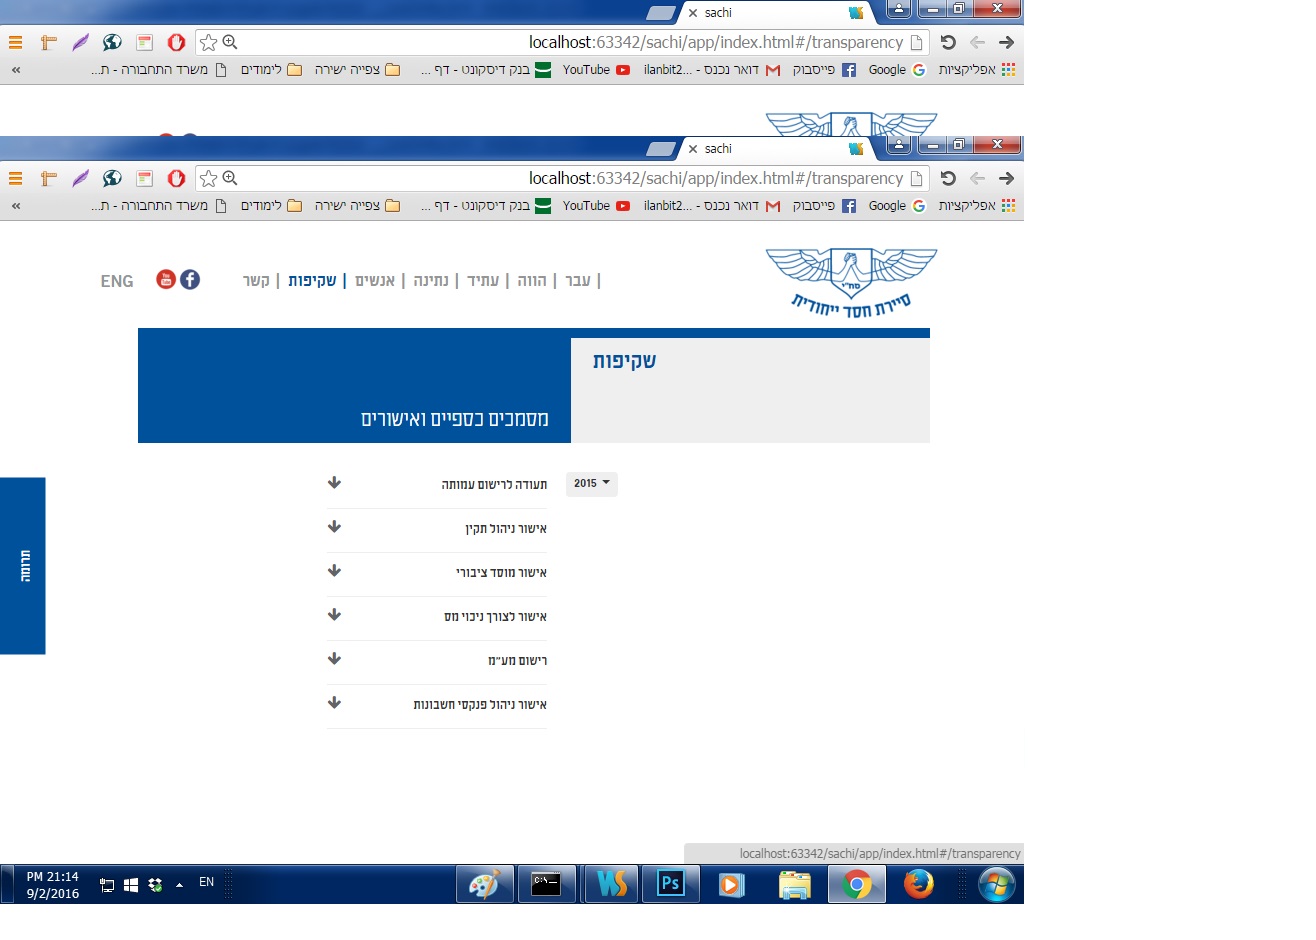 sachi
localhost:63342/sachi/app/index.html#/transparency
אפליקציות Google פייסבוק דואר נכנס - ilanbit2... YouTube בנק דיסקונט - דף ... צפייה ישירה לימודים משרד התחבורה - ת... »
sachi
localhost:63342/sachi/app/index.html#/transparency
אפליקציות Google פייסבוק דואר נכנס - ilanbit2... YouTube בנק דיסקונט - דף ... צפייה ישירה לימודים משרד התחבורה - ת... »
סח"י
סיירת חסד ייחודית
| עבר | הווה | עתיד | נתינה | אנשים | שקיפות | קשר
You Tube
ENG
שקיפות
מסמכים כספיים ואישורים
2015
תעודה לרישום עמותה
אישור ניהול תקין
אישור מוסד ציבורי
אישור לצורך ניכוי מס
רישום מע"מ
אישור ניהול פנקסי חשבונות
תרומה
localhost:63342/sachi/app/index.html#/transparency
C:\_
WS
Ps
EN
PM 21:14
9/2/2016